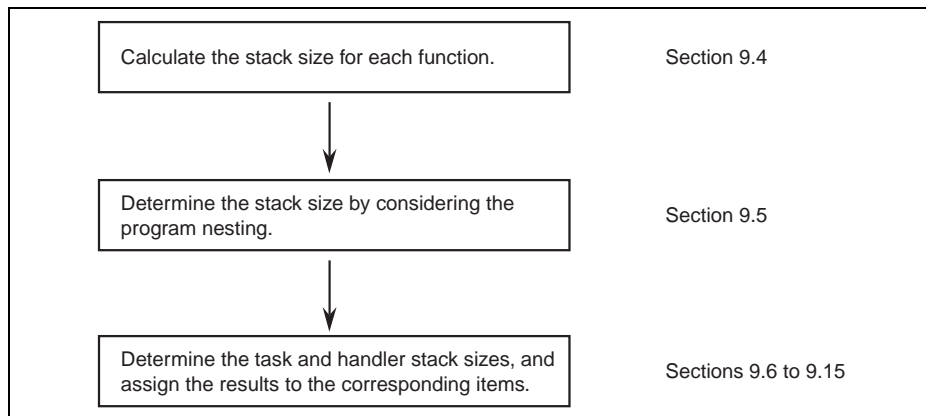 Calculate the stack size for each function.
Section 9.4
Determine the stack size by considering the
program nesting.
Section 9.5
Determine the task and handler stack sizes, and
assign the results to the corresponding items.
Sections 9.6 to 9.15